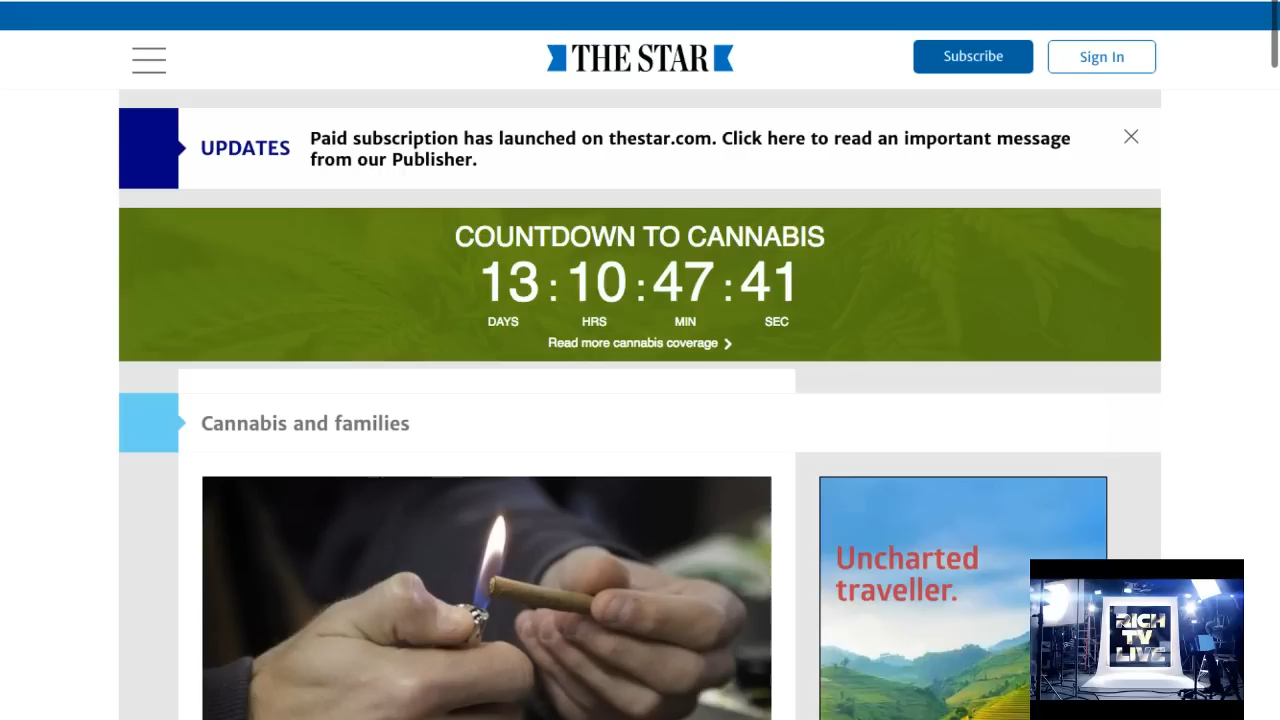 THE STAR
Subscribe
Sign In
UPDATES
Paid subscription has launched on thestar.com. Click here to read an important message
from our Publisher.
COUNTDOWN TO CANNABIS
13 : 10 : 47 : 41
DAYS HRS MIN SEC
Read more cannabis coverage
Cannabis and families
Uncharted
traveller.
RICH
TV
LIVE